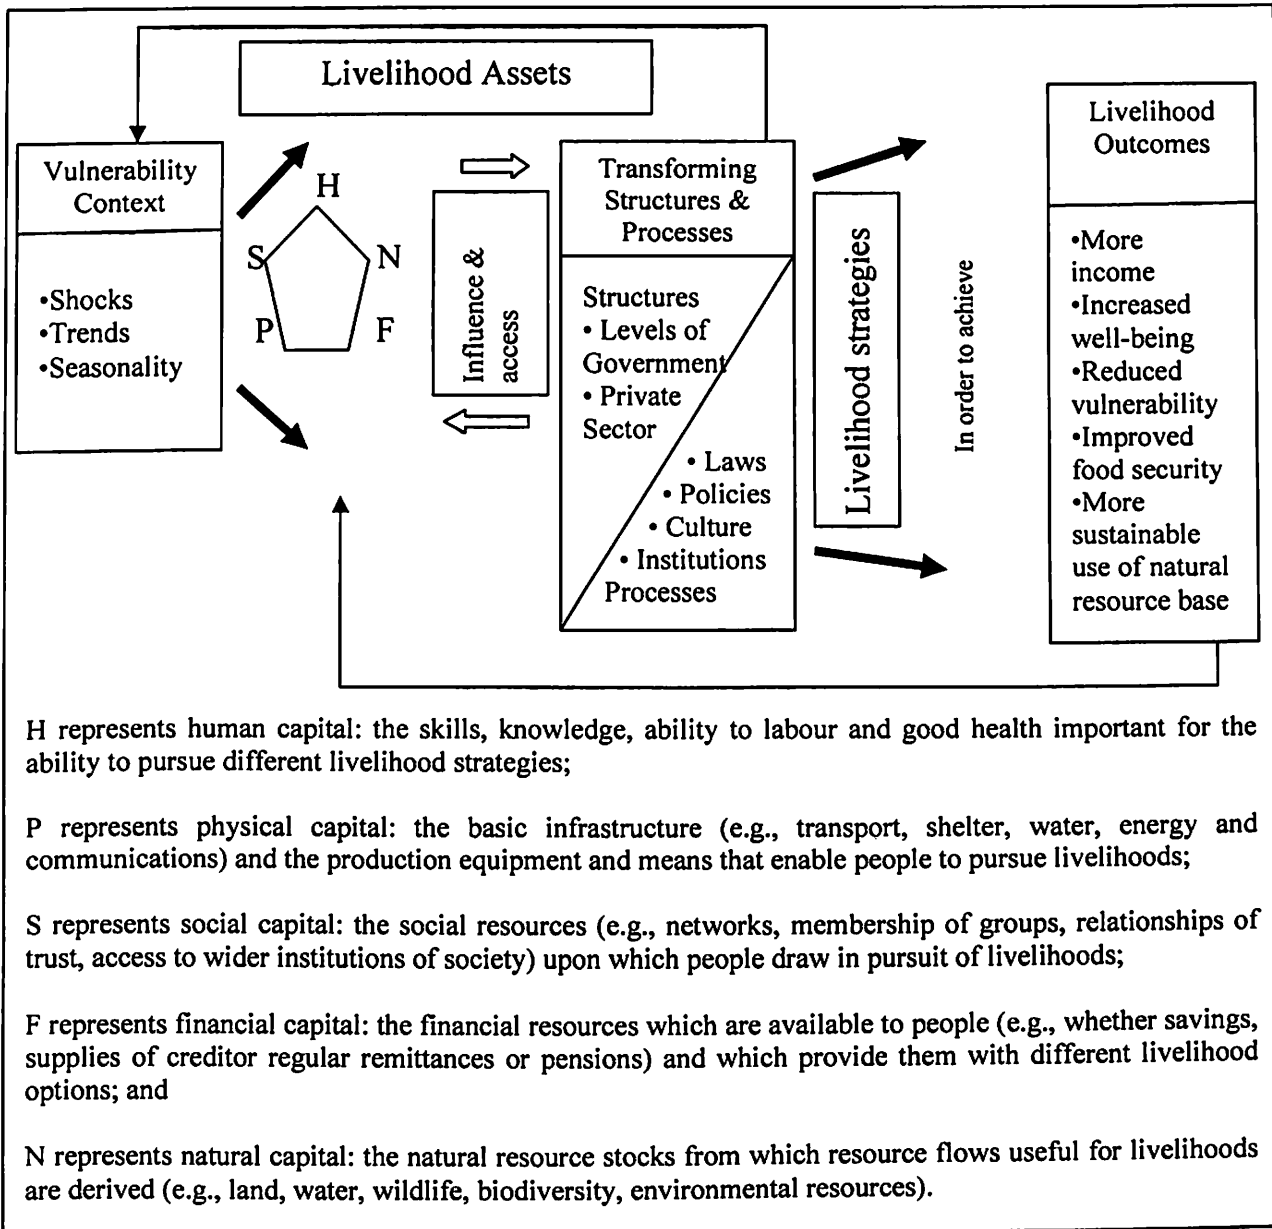 Livelihood Assets
Vulnerability
Context
•Shocks
•Trends
•Seasonality
H
S
N
P
F
Influence &
access
Transforming
Structures &
Processes
Structures
• Levels of
Government
• Private
Sector
• Laws
• Policies
• Culture
• Institutions
Processes
Livelihood strategies
In order to achieve
Livelihood
Outcomes
•More
income
•Increased
well-being
•Reduced
vulnerability
•Improved
food security
•More
sustainable
use of natural
resource base
H represents human capital: the skills, knowledge, ability to labour and good health important for the
ability to pursue different livelihood strategies;
P represents physical capital: the basic infrastructure (e.g., transport, shelter, water, energy and
communications) and the production equipment and means that enable people to pursue livelihoods;
S represents social capital: the social resources (e.g., networks, membership of groups, relationships of
trust, access to wider institutions of society) upon which people draw in pursuit of livelihoods;
F represents financial capital: the financial resources which are available to people (e.g., whether savings,
supplies of creditor regular remittances or pensions) and which provide them with different livelihood
options; and
N represents natural capital: the natural resource stocks from which resource flows useful for livelihoods
are derived (e.g., land, water, wildlife, biodiversity, environmental resources).